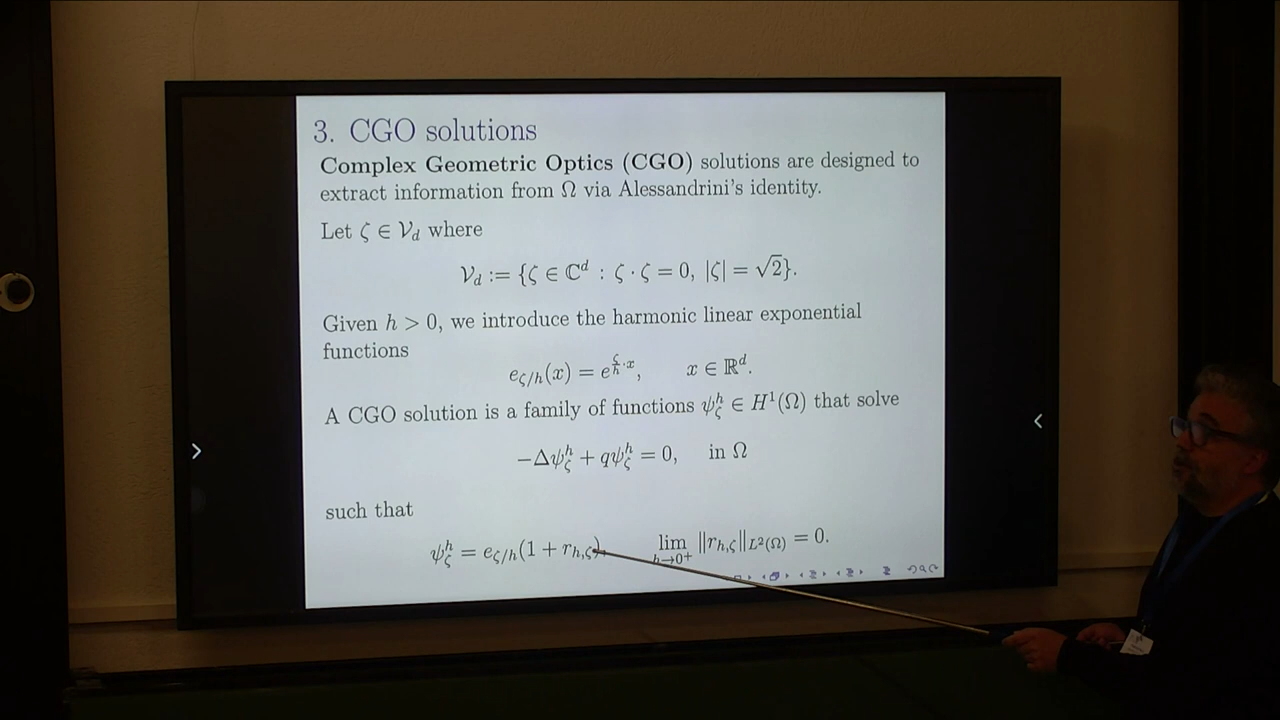 3. CGO solutions
Complex Geometric Optics (CGO) solutions are designed to
extract information from Ω via Alessandrini's identity.
Let ζ ∈ 𝒱_d where
𝒱_d := {ζ ∈ ℂ^d : ζ · ζ = 0, |ζ| = √2}.
Given h > 0, we introduce the harmonic linear exponential
functions
e_{ζ/h}(x) = e^{\frac{ζ}{h}·x}, x ∈ ℝ^d.
A CGO solution is a family of functions ψ_ζ^h ∈ H^1(Ω) that solve
−Δψ_ζ^h + qψ_ζ^h = 0, in Ω
such that
ψ_ζ^h = e_{ζ/h}(1 + r_{h,ζ}), lim_{h→0^+} ‖r_{h,ζ}‖_{L^2(Ω)} = 0.